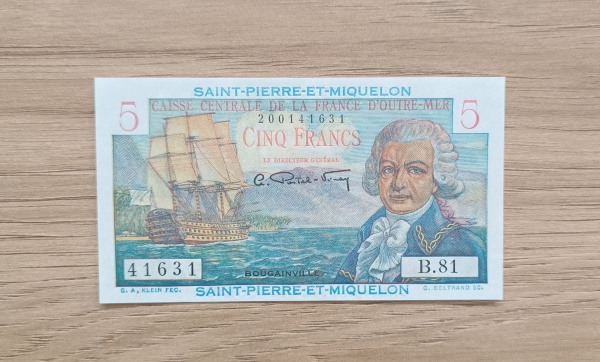 SAINT-PIERRE-ET-MIQUELON
5 CAISSE CENTRALE DE LA FRANCE D'OUTRE-MER 5
200141631
CINQ FRANCS
LE DIRECTEUR GÉNÉRAL
41631
BOUGAINVILLE
B.81
G. A. KLEIN FEC.
SAINT-PIERRE-ET-MIQUELON
G. BELTRAND SC.